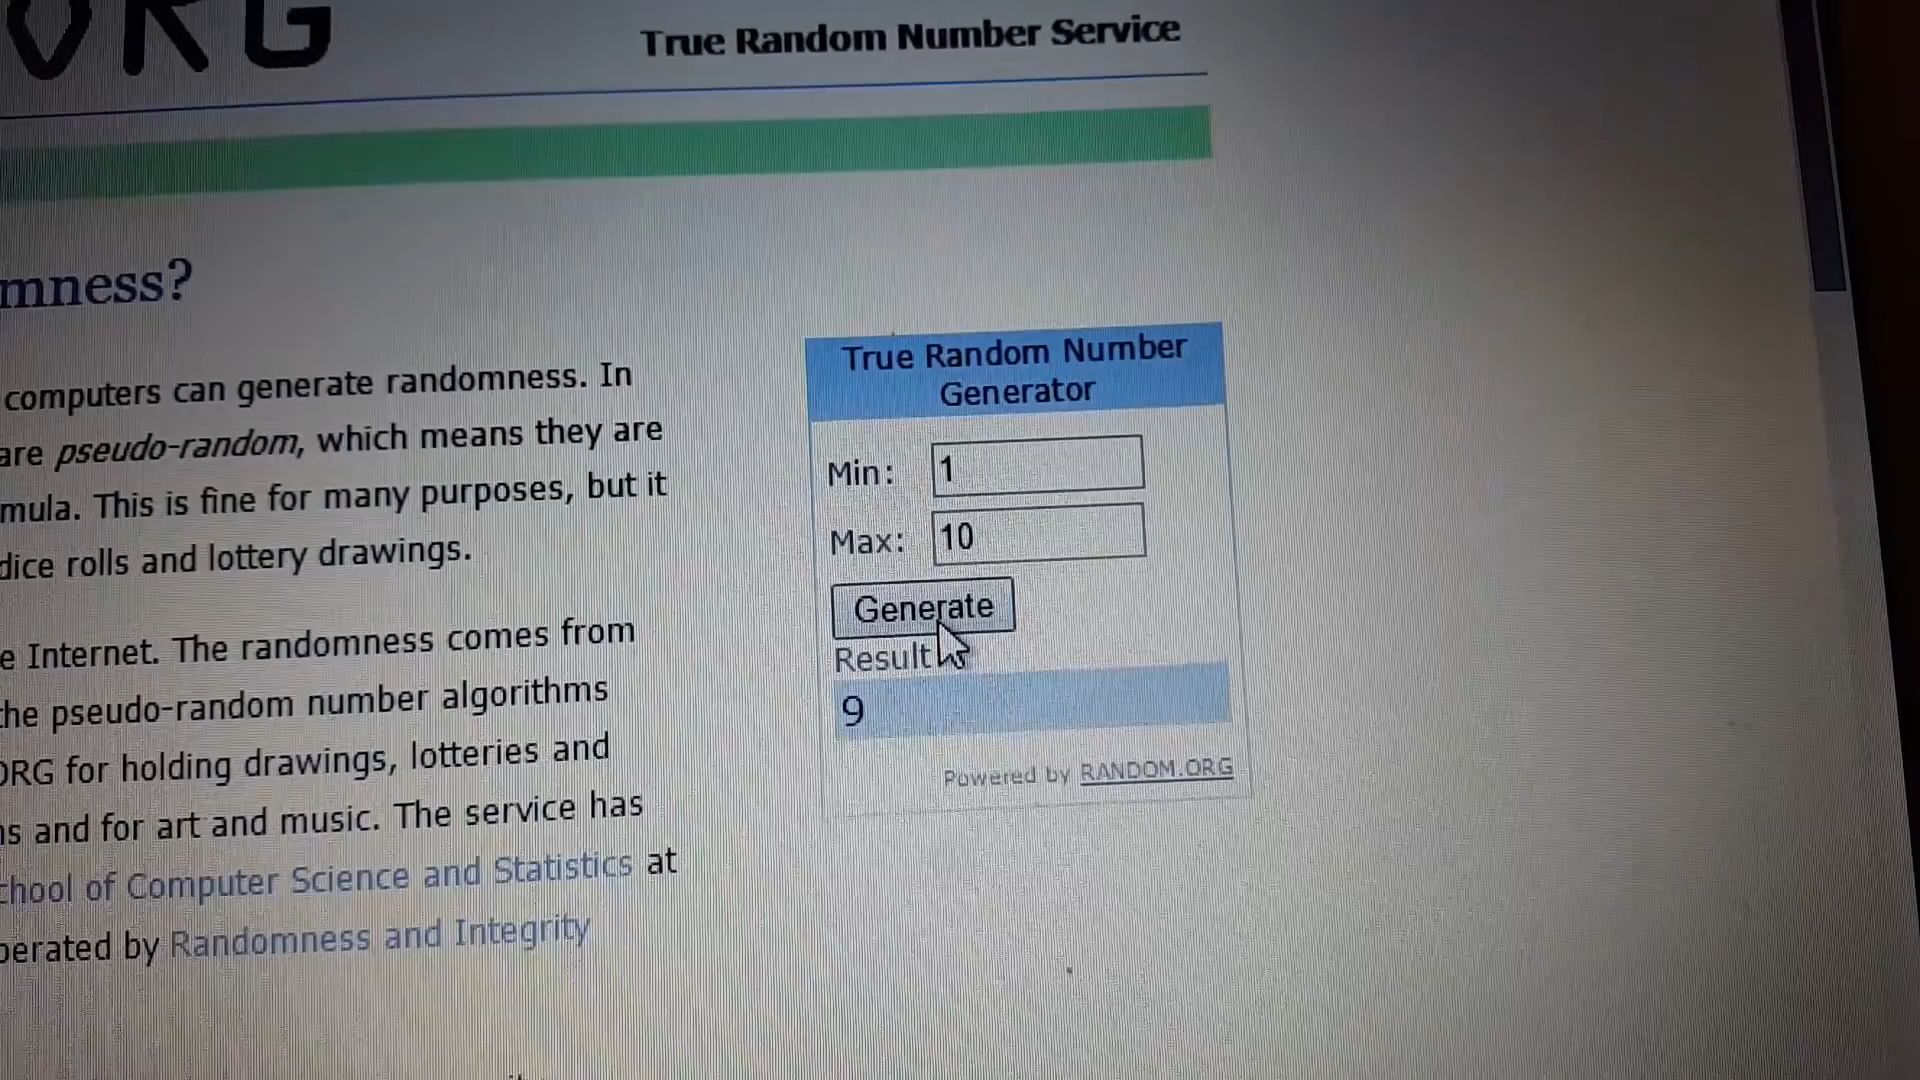 ORG
True Random Number Service
mness?
computers can generate randomness. In
are pseudo-random, which means they are
mula. This is fine for many purposes, but it
dice rolls and lottery drawings.
e Internet. The randomness comes from
the pseudo-random number algorithms
ORG for holding drawings, lotteries and
ns and for art and music. The service has
chool of Computer Science and Statistics at
perated by Randomness and Integrity
True Random Number
Generator
Min: 1
Max: 10
Generate
Result
9
Powered by RANDOM.ORG